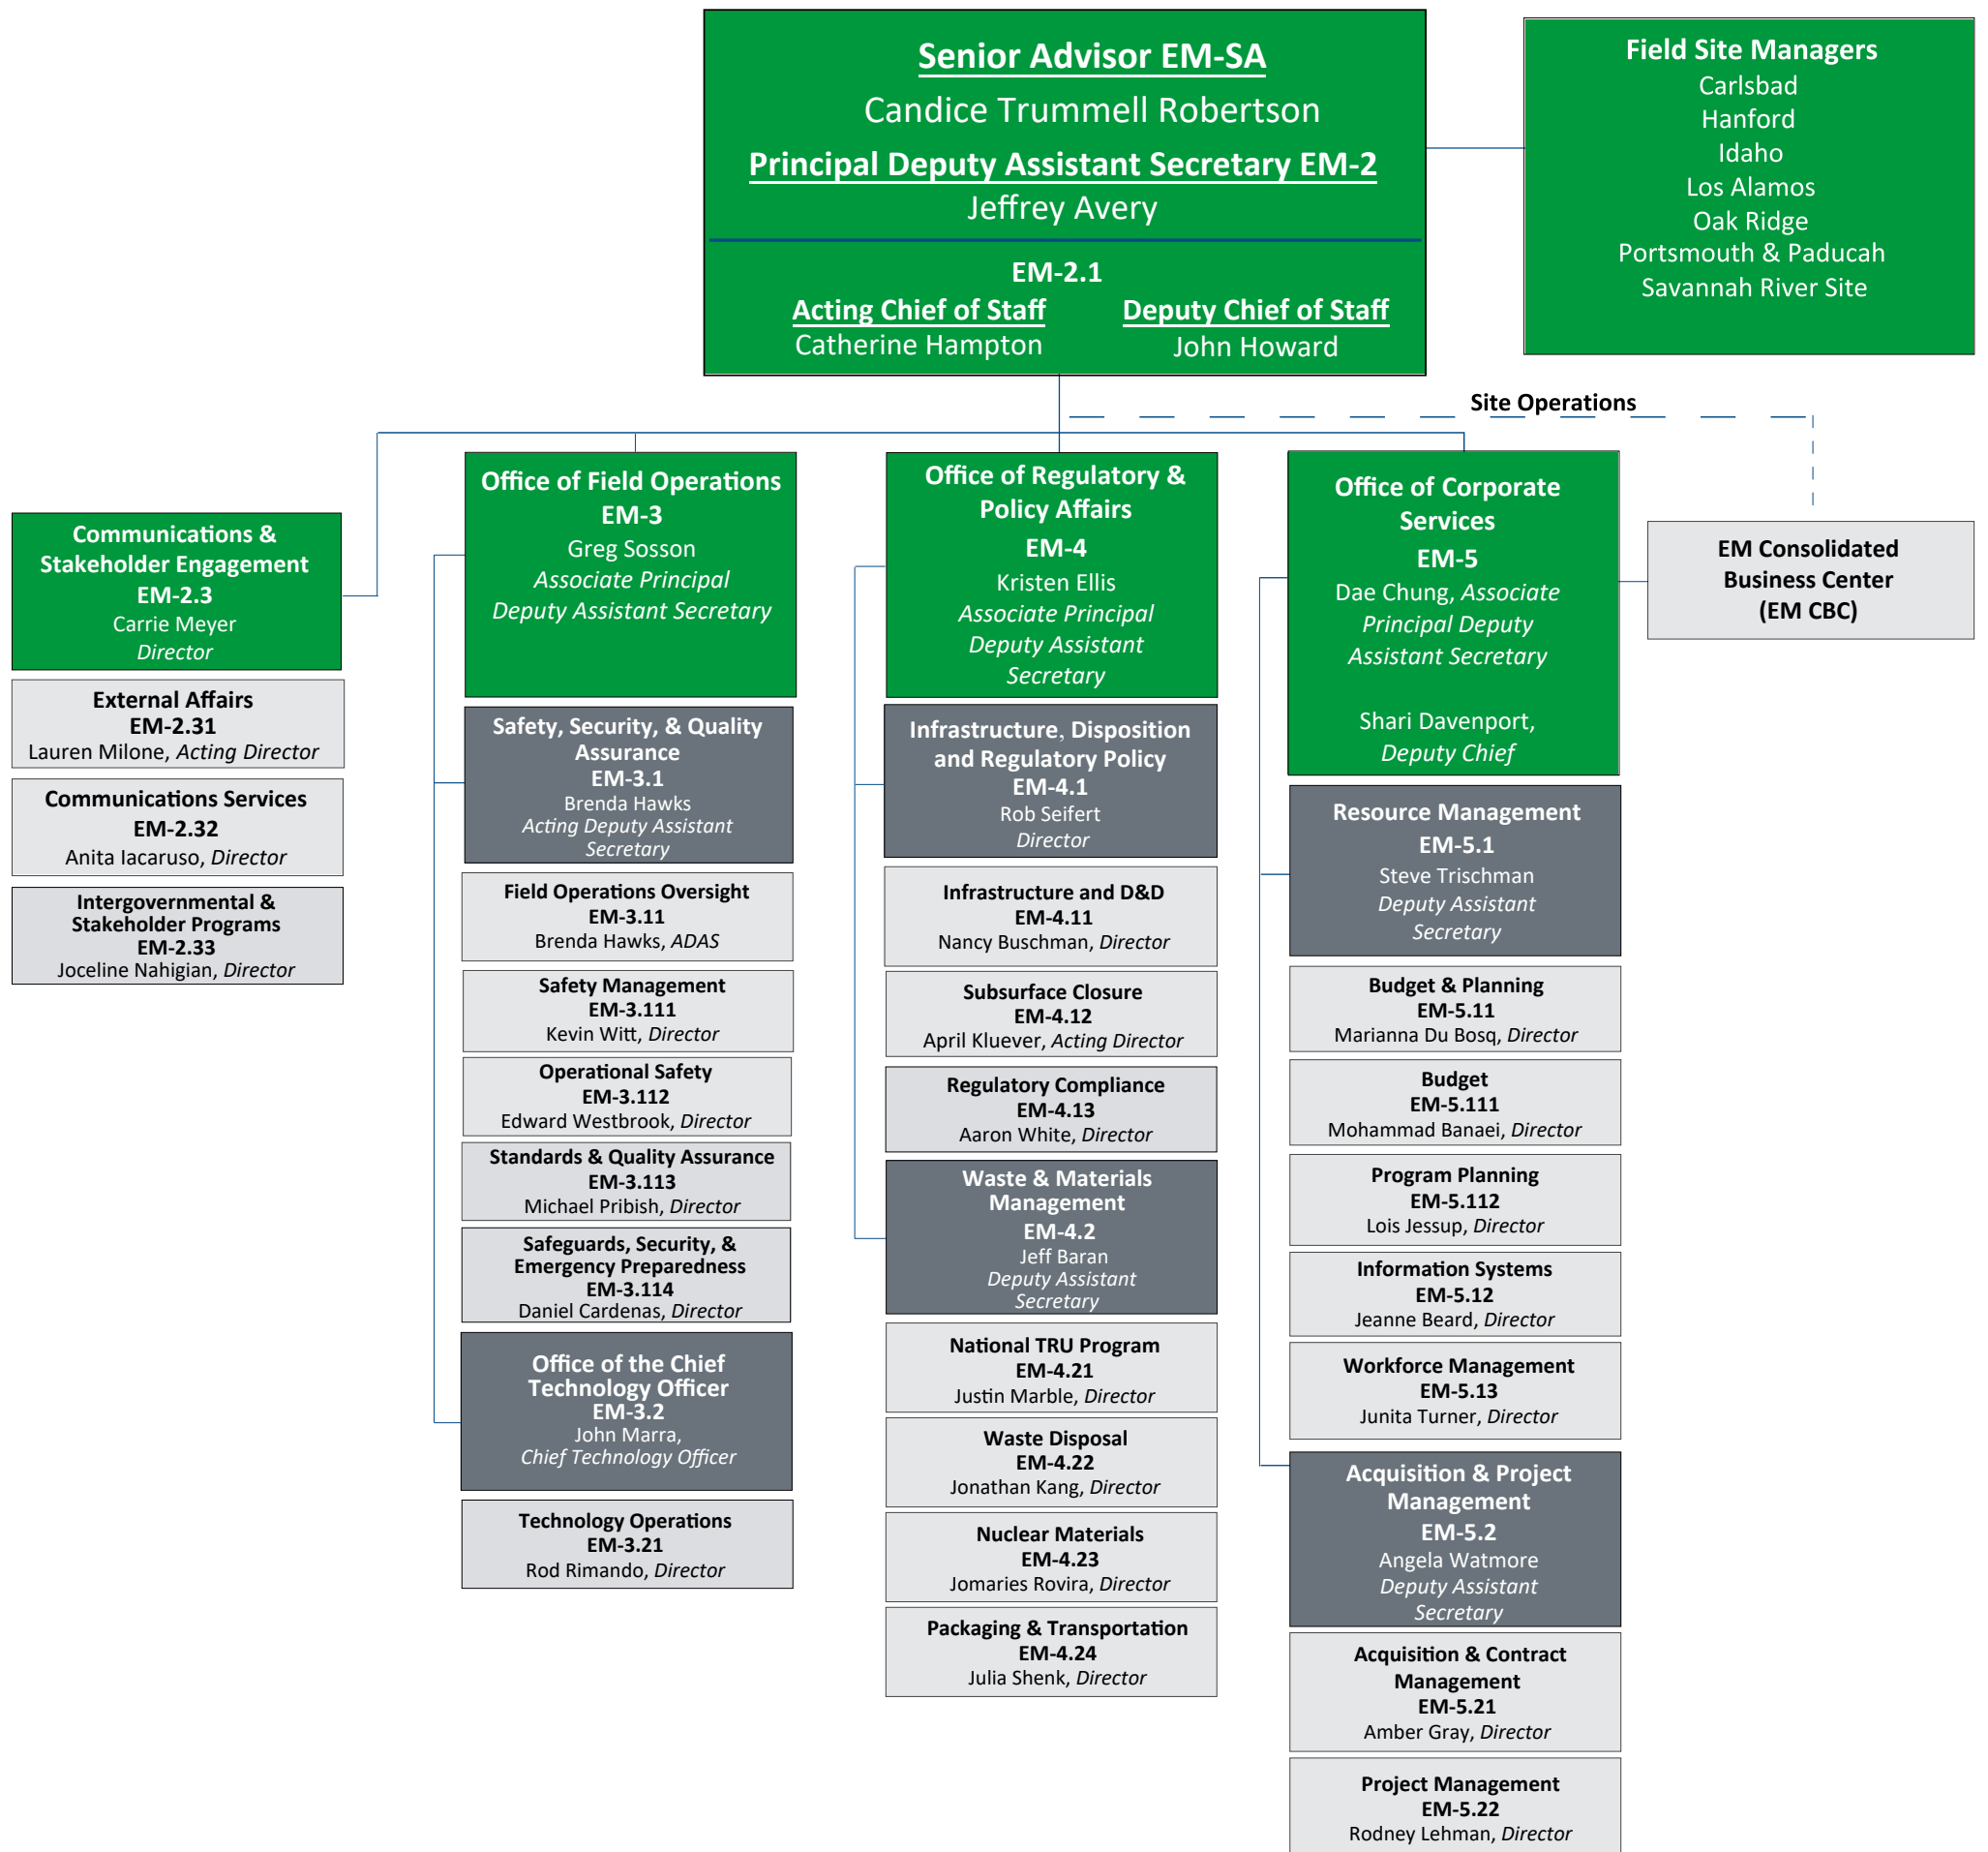 Senior Advisor EM-SA
Candice Trummell Robertson
Principal Deputy Assistant Secretary EM-2
Jeffrey Avery
EM-2.1
Acting Chief of Staff
Catherine Hampton
Deputy Chief of Staff
John Howard
Field Site Managers
Carlsbad
Hanford
Idaho
Los Alamos
Oak Ridge
Portsmouth & Paducah
Savannah River Site
Site Operations
Communications &
Stakeholder Engagement
EM-2.3
Carrie Meyer
Director
External Affairs
EM-2.31
Lauren Milone, Acting Director
Communications Services
EM-2.32
Anita Iacaruso, Director
Intergovernmental &
Stakeholder Programs
EM-2.33
Joceline Nahigian, Director
Office of Field Operations
EM-3
Greg Sosson
Associate Principal
Deputy Assistant Secretary
Safety, Security, & Quality
Assurance
EM-3.1
Brenda Hawks
Acting Deputy Assistant
Secretary
Field Operations Oversight
EM-3.11
Brenda Hawks, ADAS
Safety Management
EM-3.111
Kevin Witt, Director
Operational Safety
EM-3.112
Edward Westbrook, Director
Standards & Quality Assurance
EM-3.113
Michael Pribish, Director
Safeguards, Security, &
Emergency Preparedness
EM-3.114
Daniel Cardenas, Director
Office of the Chief
Technology Officer
EM-3.2
John Marra,
Chief Technology Officer
Technology Operations
EM-3.21
Rod Rimando, Director
Office of Regulatory &
Policy Affairs
EM-4
Kristen Ellis
Associate Principal
Deputy Assistant
Secretary
Infrastructure, Disposition
and Regulatory Policy
EM-4.1
Rob Seifert
Director
Infrastructure and D&D
EM-4.11
Nancy Buschman, Director
Subsurface Closure
EM-4.12
April Kluever, Acting Director
Regulatory Compliance
EM-4.13
Aaron White, Director
Waste & Materials
Management
EM-4.2
Jeff Baran
Deputy Assistant
Secretary
National TRU Program
EM-4.21
Justin Marble, Director
Waste Disposal
EM-4.22
Jonathan Kang, Director
Nuclear Materials
EM-4.23
Jomaries Rovira, Director
Packaging & Transportation
EM-4.24
Julia Shenk, Director
Office of Corporate
Services
EM-5
Dae Chung, Associate
Principal Deputy
Assistant Secretary
Shari Davenport,
Deputy Chief
Resource Management
EM-5.1
Steve Trischman
Deputy Assistant
Secretary
Budget & Planning
EM-5.11
Marianna Du Bosq, Director
Budget
EM-5.111
Mohammad Banaei, Director
Program Planning
EM-5.112
Lois Jessup, Director
Information Systems
EM-5.12
Jeanne Beard, Director
Workforce Management
EM-5.13
Junita Turner, Director
Acquisition & Project
Management
EM-5.2
Angela Watmore
Deputy Assistant
Secretary
Acquisition & Contract
Management
EM-5.21
Amber Gray, Director
Project Management
EM-5.22
Rodney Lehman, Director
EM Consolidated
Business Center
(EM CBC)